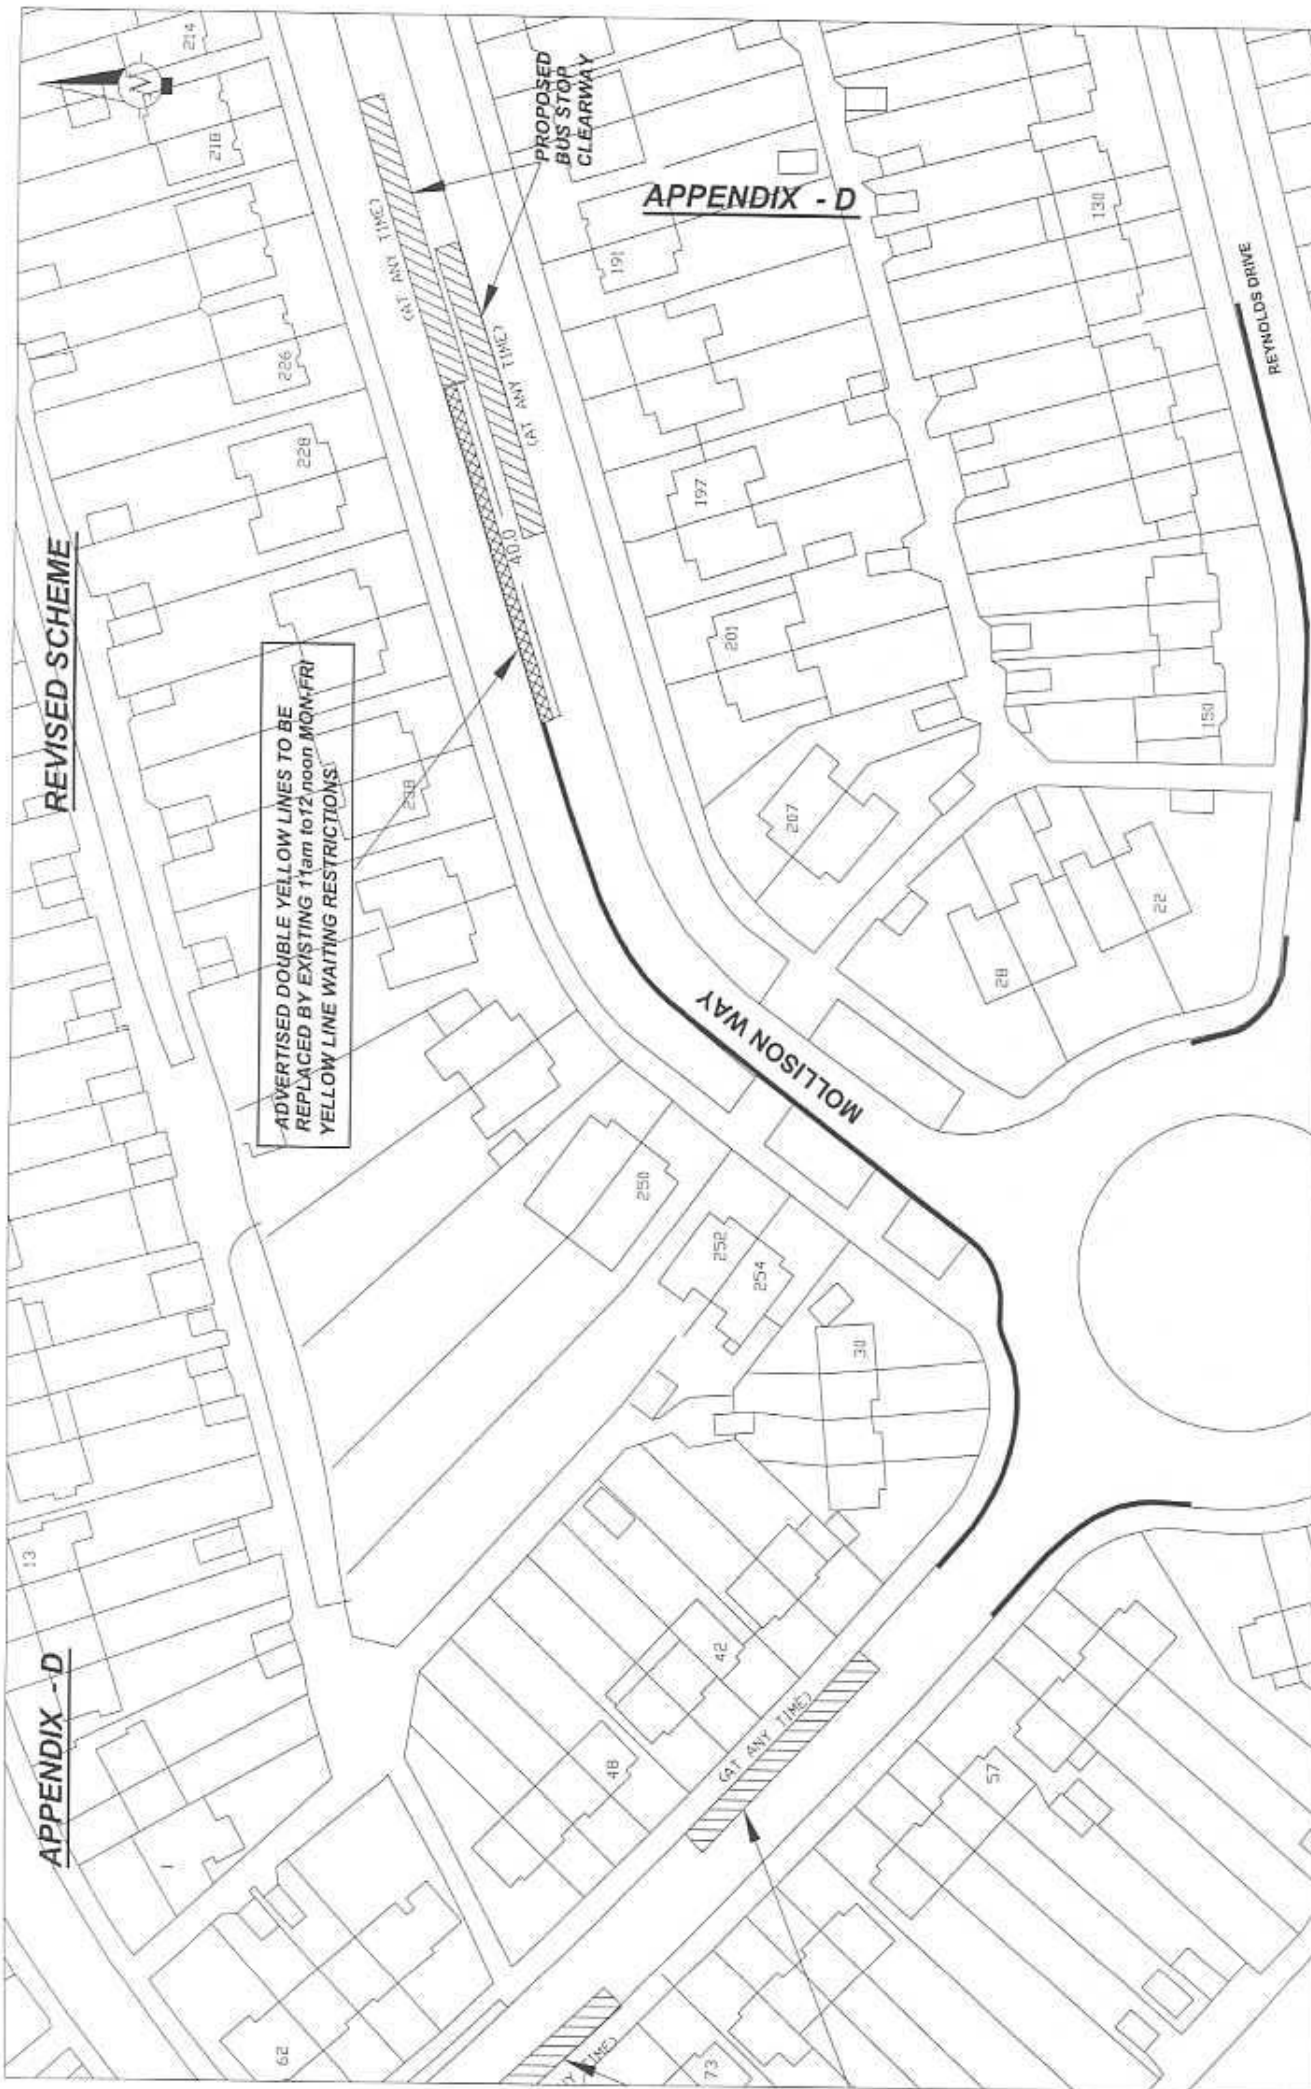 REVISED SCHEME
APPENDIX - D
APPENDIX - D
ADVERTISED DOUBLE YELLOW LINES TO BE
REPLACED BY EXISTING 11am to12 noon MON-FRI
YELLOW LINE WAITING RESTRICTIONS
PROPOSED
BUS STOP
CLEARWAY
(AT ANY TIME)
(AT ANY TIME)
40.0
MOLLISON WAY
REYNOLDS DRIVE
(AT ANY TIME)
TIME)
N
214
218
226
228
238
250
252
254
30
42
48
62
1
13
191
197
201
207
130
150
22
28
57
73